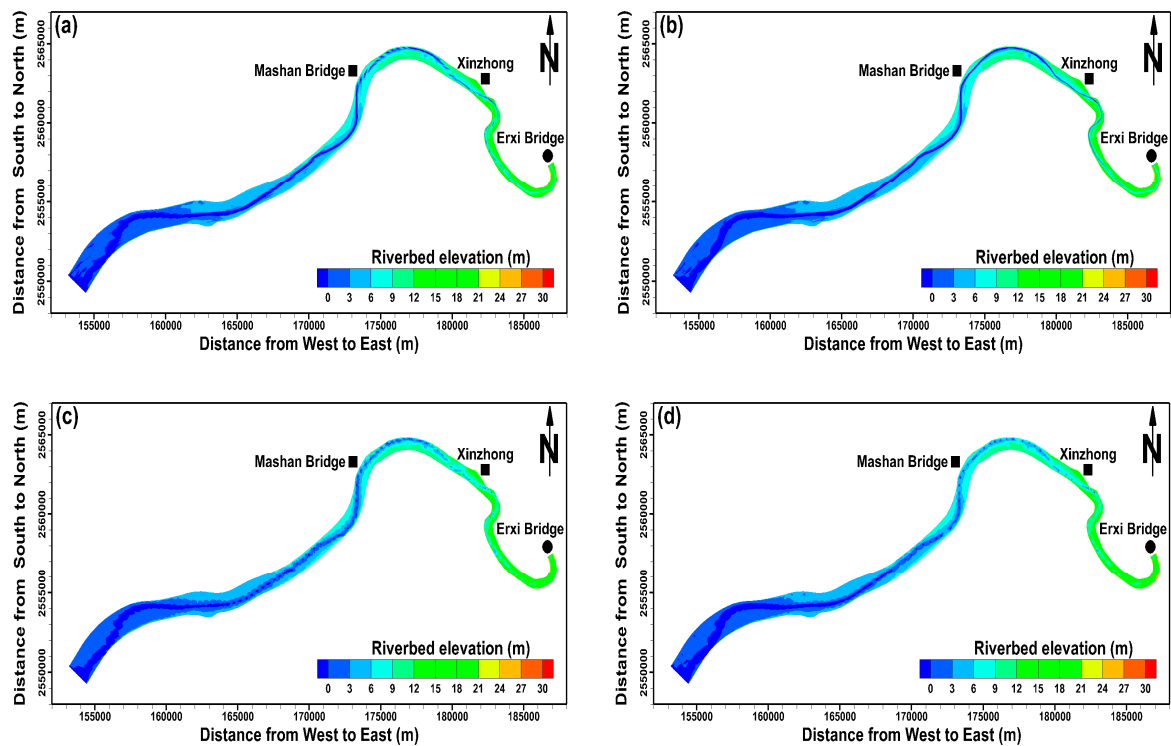 (a)
Mashan Bridge
Xinzhong
Erxi Bridge
N
Riverbed elevation (m)
0 3 6 9 12 15 18 21 24 27 30
Distance from South to North (m)
2550000 2555000 2560000 2565000
155000 160000 165000 170000 175000 180000 185000
Distance from West to East (m)
(b)
Mashan Bridge
Xinzhong
Erxi Bridge
N
Riverbed elevation (m)
0 3 6 9 12 15 18 21 24 27 30
Distance from South to North (m)
2550000 2555000 2560000 2565000
155000 160000 165000 170000 175000 180000 185000
Distance from West to East (m)
(c)
Mashan Bridge
Xinzhong
Erxi Bridge
N
Riverbed elevation (m)
0 3 6 9 12 15 18 21 24 27 30
Distance from South to North (m)
2550000 2555000 2560000 2565000
155000 160000 165000 170000 175000 180000 185000
Distance from West to East (m)
(d)
Mashan Bridge
Xinzhong
Erxi Bridge
N
Riverbed elevation (m)
0 3 6 9 12 15 18 21 24 27 30
Distance from South to North (m)
2550000 2555000 2560000 2565000
155000 160000 165000 170000 175000 180000 185000
Distance from West to East (m)